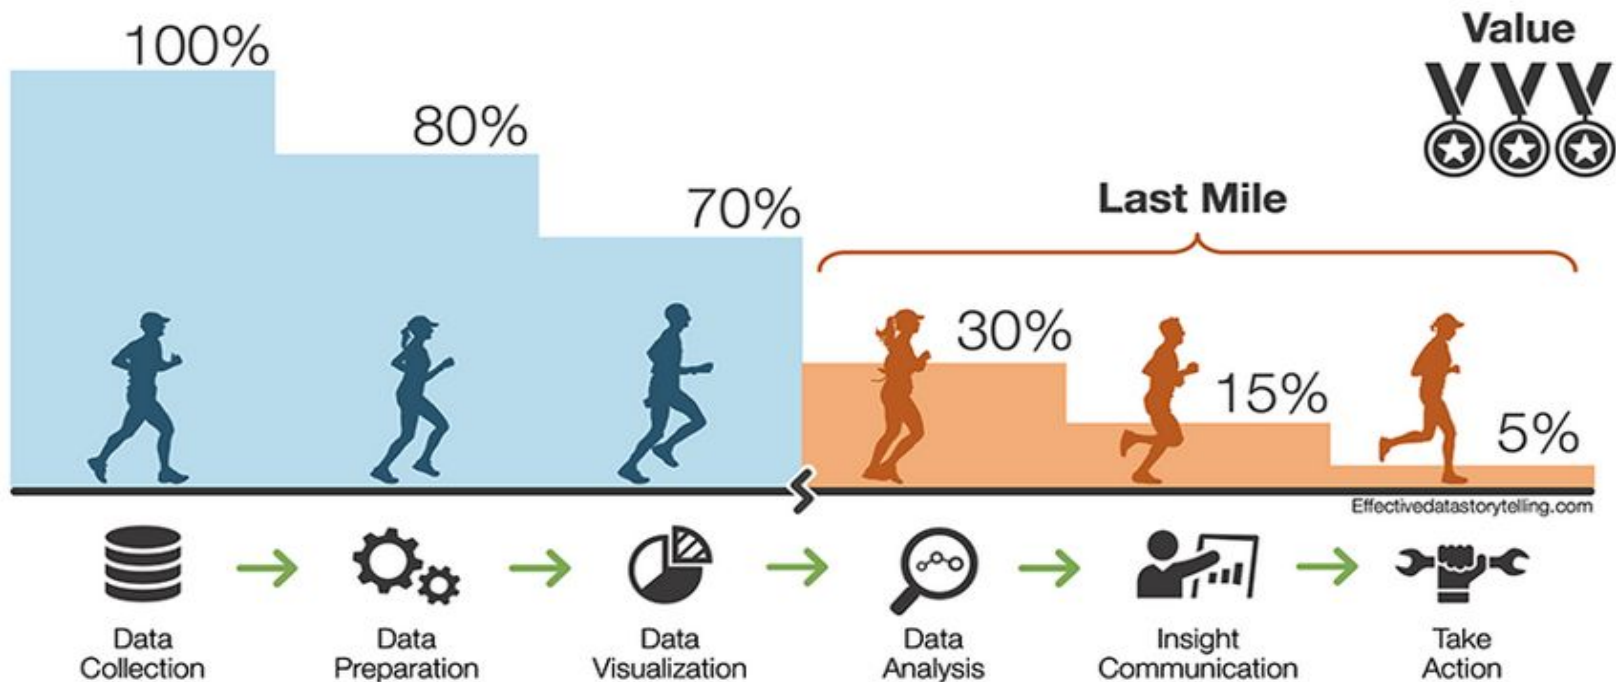 100%
80%
70%
Value
Last Mile
30%
15%
5%
Effectivedatastorytelling.com
Data
Collection
Data
Preparation
Data
Visualization
Data
Analysis
Insight
Communication
Take
Action